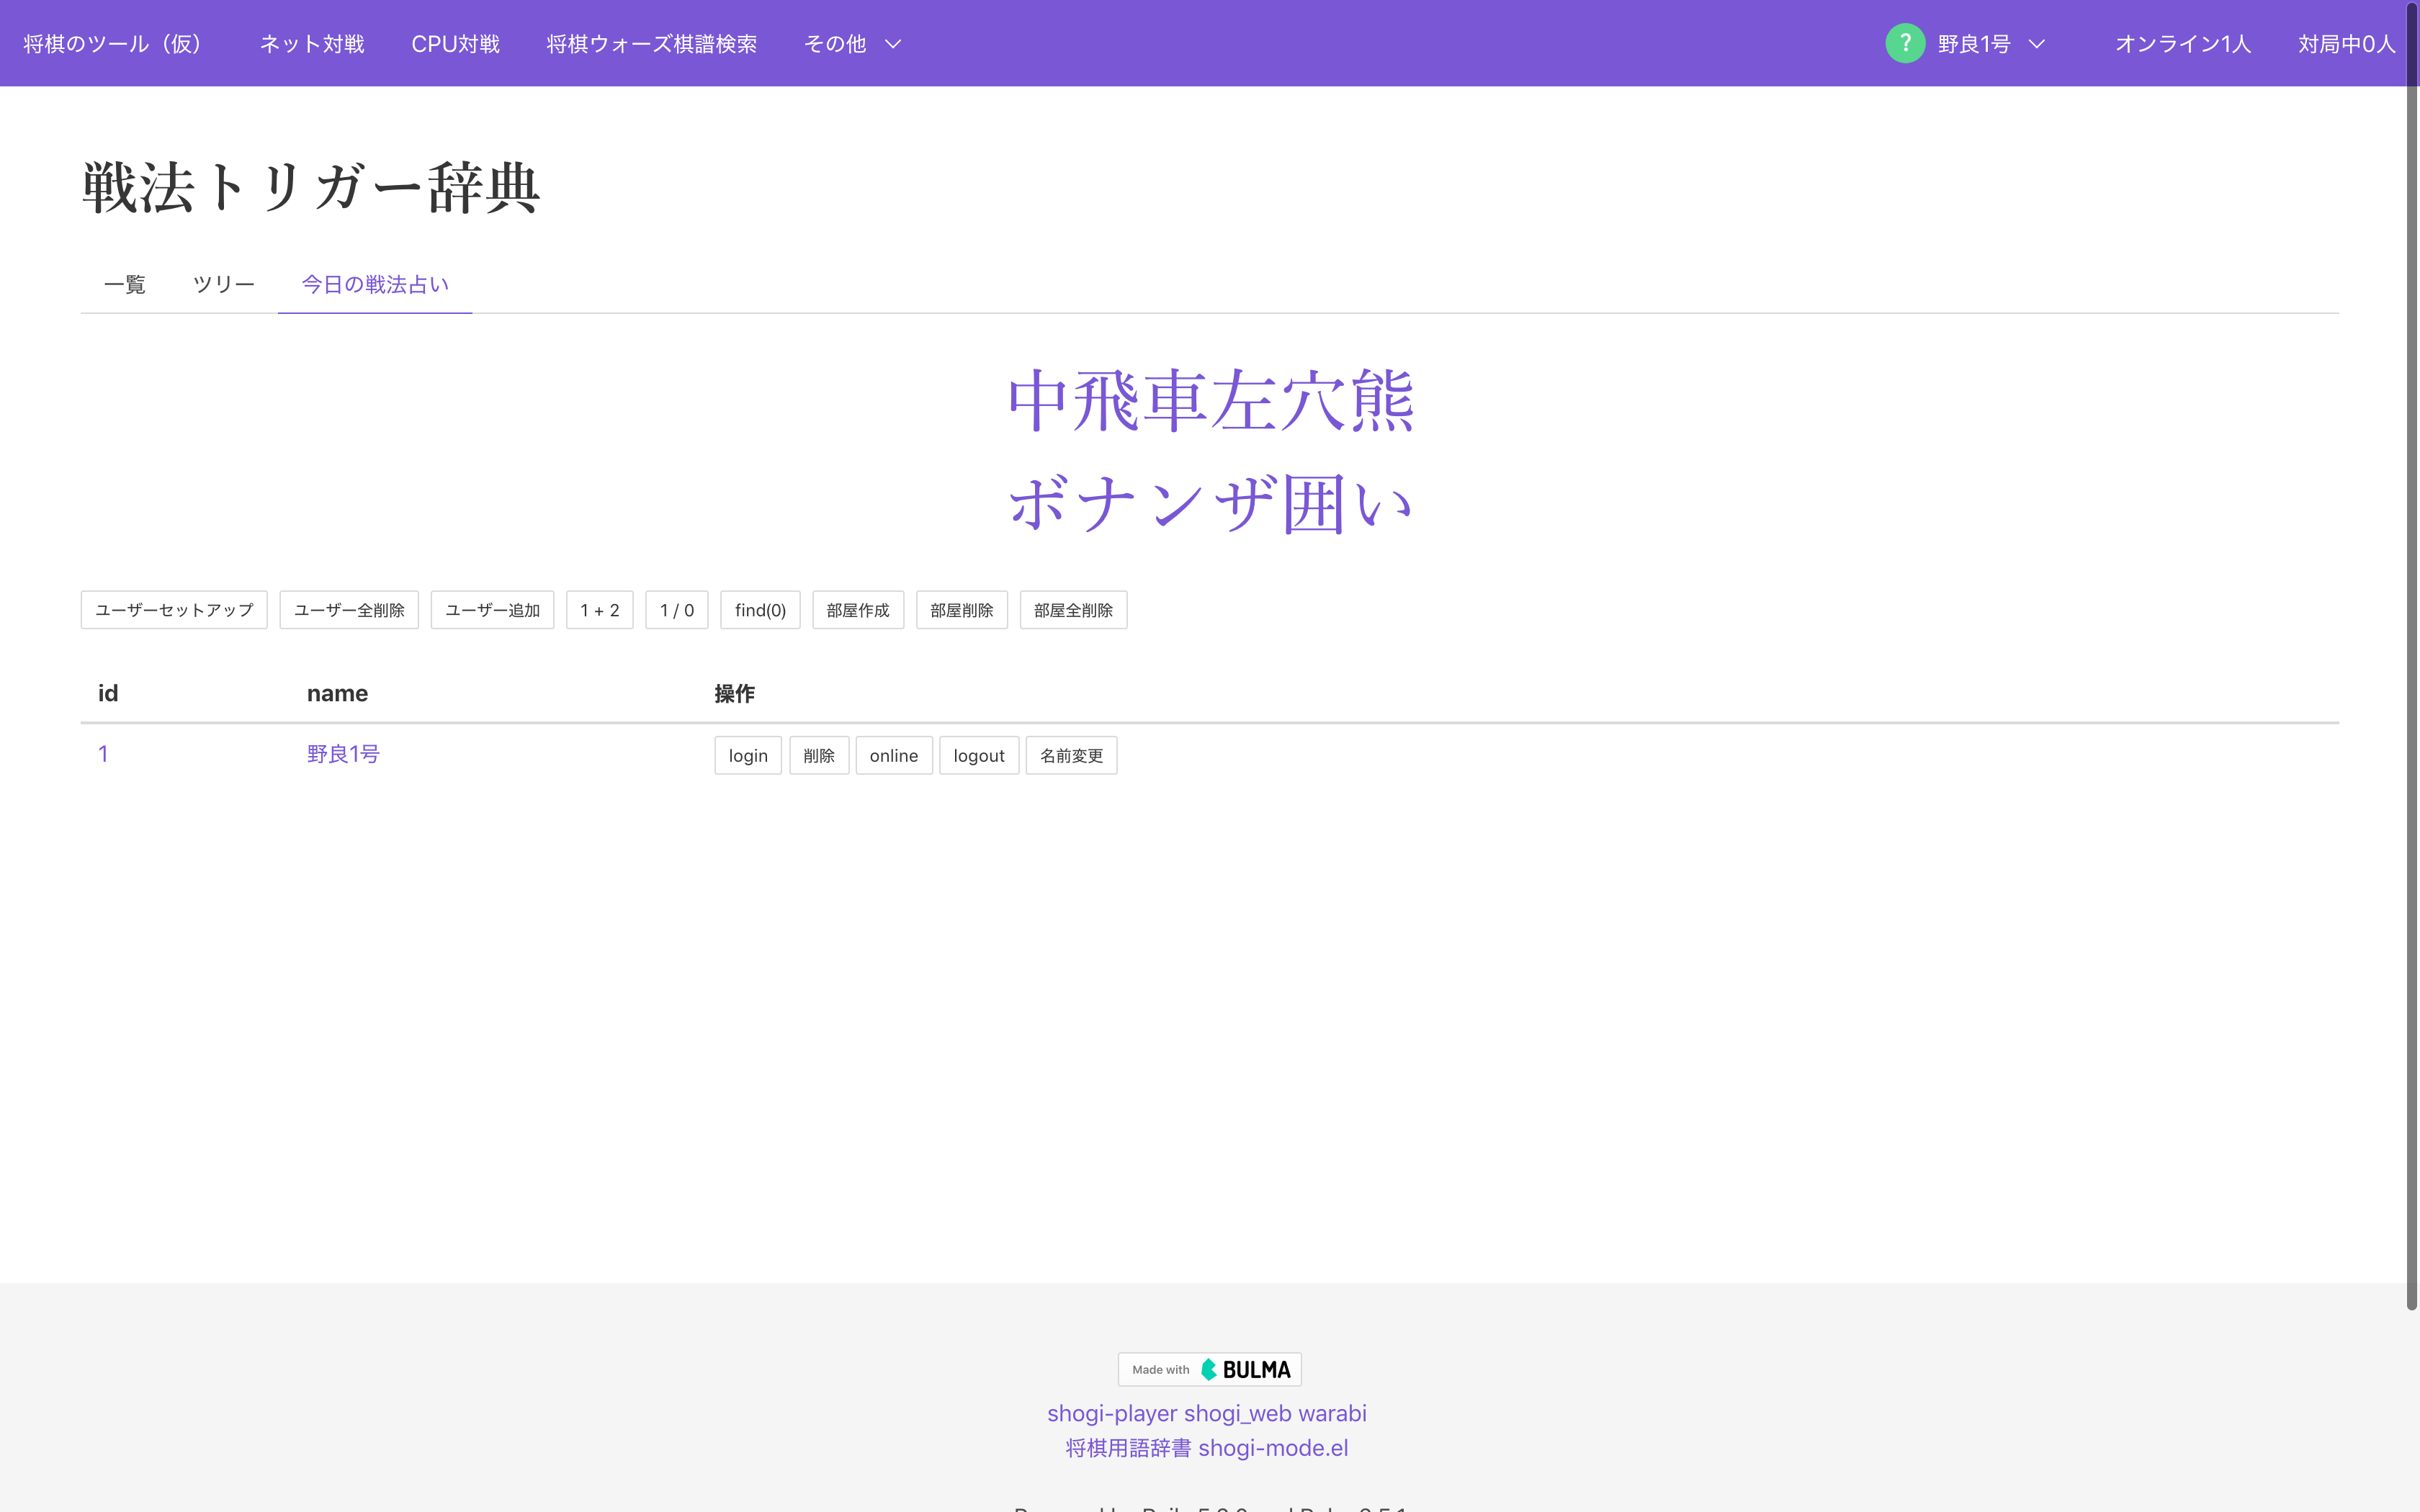 将棋のツール（仮） ネット対戦 CPU対戦 将棋ウォーズ棋譜検索 その他 ? 野良1号 オンライン1人 対局中0人
戦法トリガー辞典
一覧 ツリー 今日の戦法占い
中飛車左穴熊
ボナンザ囲い
ユーザーセットアップ ユーザー全削除 ユーザー追加 1 + 2 1 / 0 find(0) 部屋作成 部屋削除 部屋全削除
id name 操作
1 野良1号 login 削除 online logout 名前変更
Made with BULMA
shogi-player shogi_web warabi
将棋用語辞書 shogi-mode.el